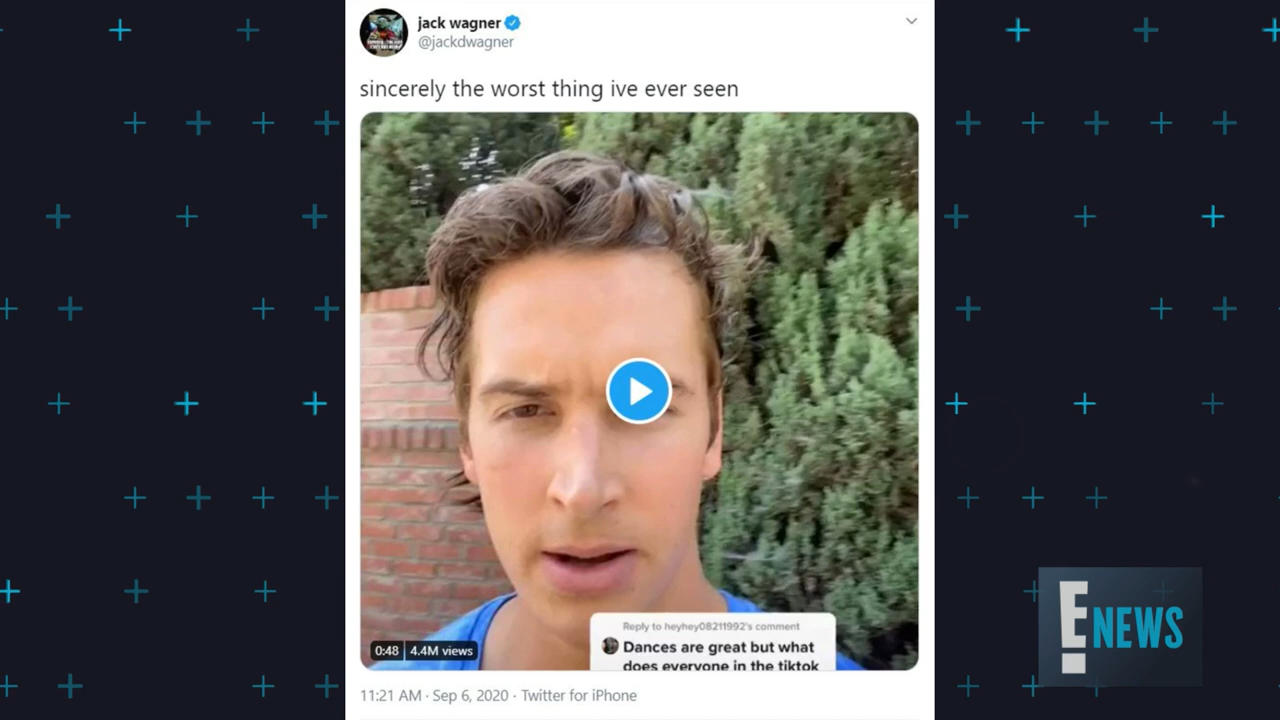 jack wagner
@jackdwagner
sincerely the worst thing ive ever seen
Reply to heyhey08211992's comment
Dances are great but what
does everyone in the tiktok
0:48 4.4M views
11:21 AM · Sep 6, 2020 · Twitter for iPhone
E NEWS